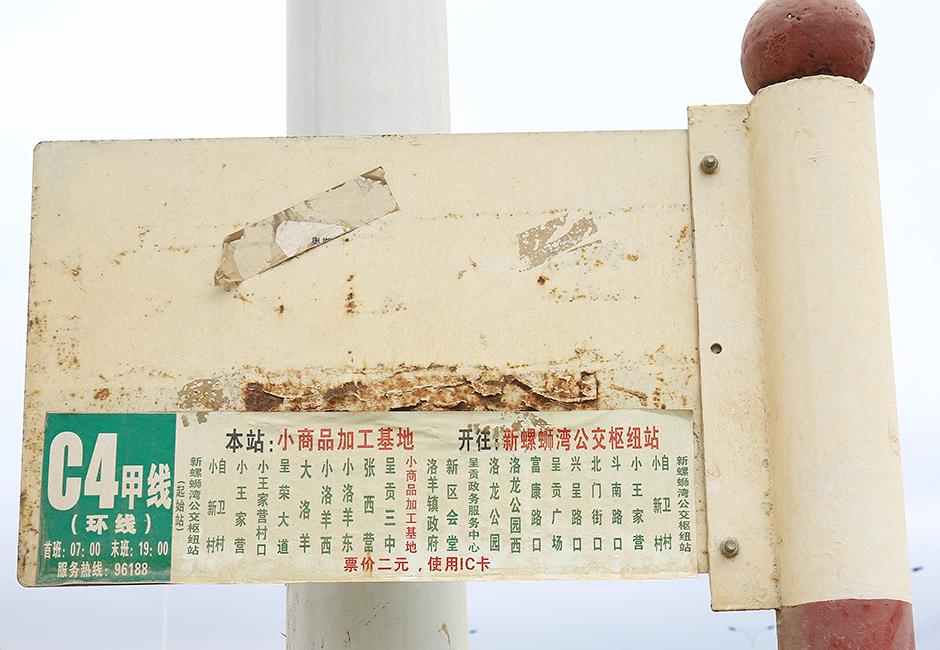 C4甲线
（环线）
首班：07：00 末班：19：00
服务热线：96188
本站：小商品加工基地 开往：新螺蛳湾公交枢纽站
新螺蛳湾公交枢纽站（起始站）
小自卫新村
小王家营
小王家营村口
呈荣大道
大洛羊
小洛羊西
小洛羊东
张西营
呈贡三中
小商品加工基地
洛羊镇政府
新区会堂
呈贡政务服务中心
洛龙公园
洛龙公园西
富康路口
呈贡广场
兴呈路口
北门街口
斗南路口
小王家营
小自卫新村
新螺蛳湾公交枢纽站
票价二元，使用IC卡